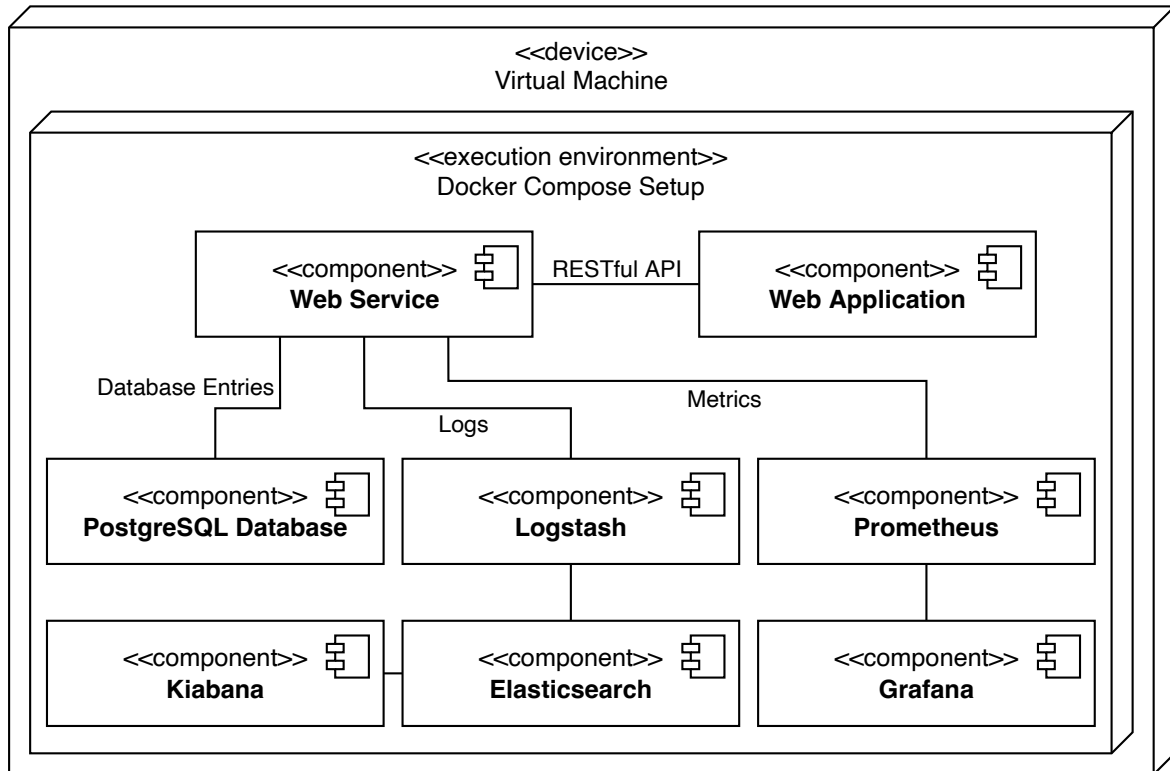 <<device>>
Virtual Machine
<<execution environment>>
Docker Compose Setup
<<component>>
Web Service
RESTful API
<<component>>
Web Application
Database Entries
Logs
Metrics
<<component>>
PostgreSQL Database
<<component>>
Logstash
<<component>>
Prometheus
<<component>>
Kiabana
<<component>>
Elasticsearch
<<component>>
Grafana